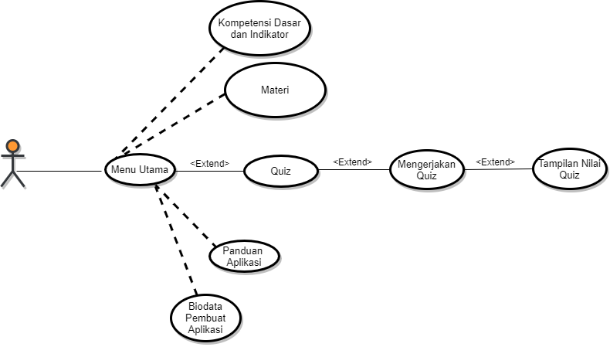 Kompetensi Dasar
dan Indikator
Materi
Menu Utama
<Extend>
Quiz
<Extend>
Mengerjakan
Quiz
<Extend>
Tampilan Nilai
Quiz
Panduan
Aplikasi
Biodata
Pembuat
Aplikasi